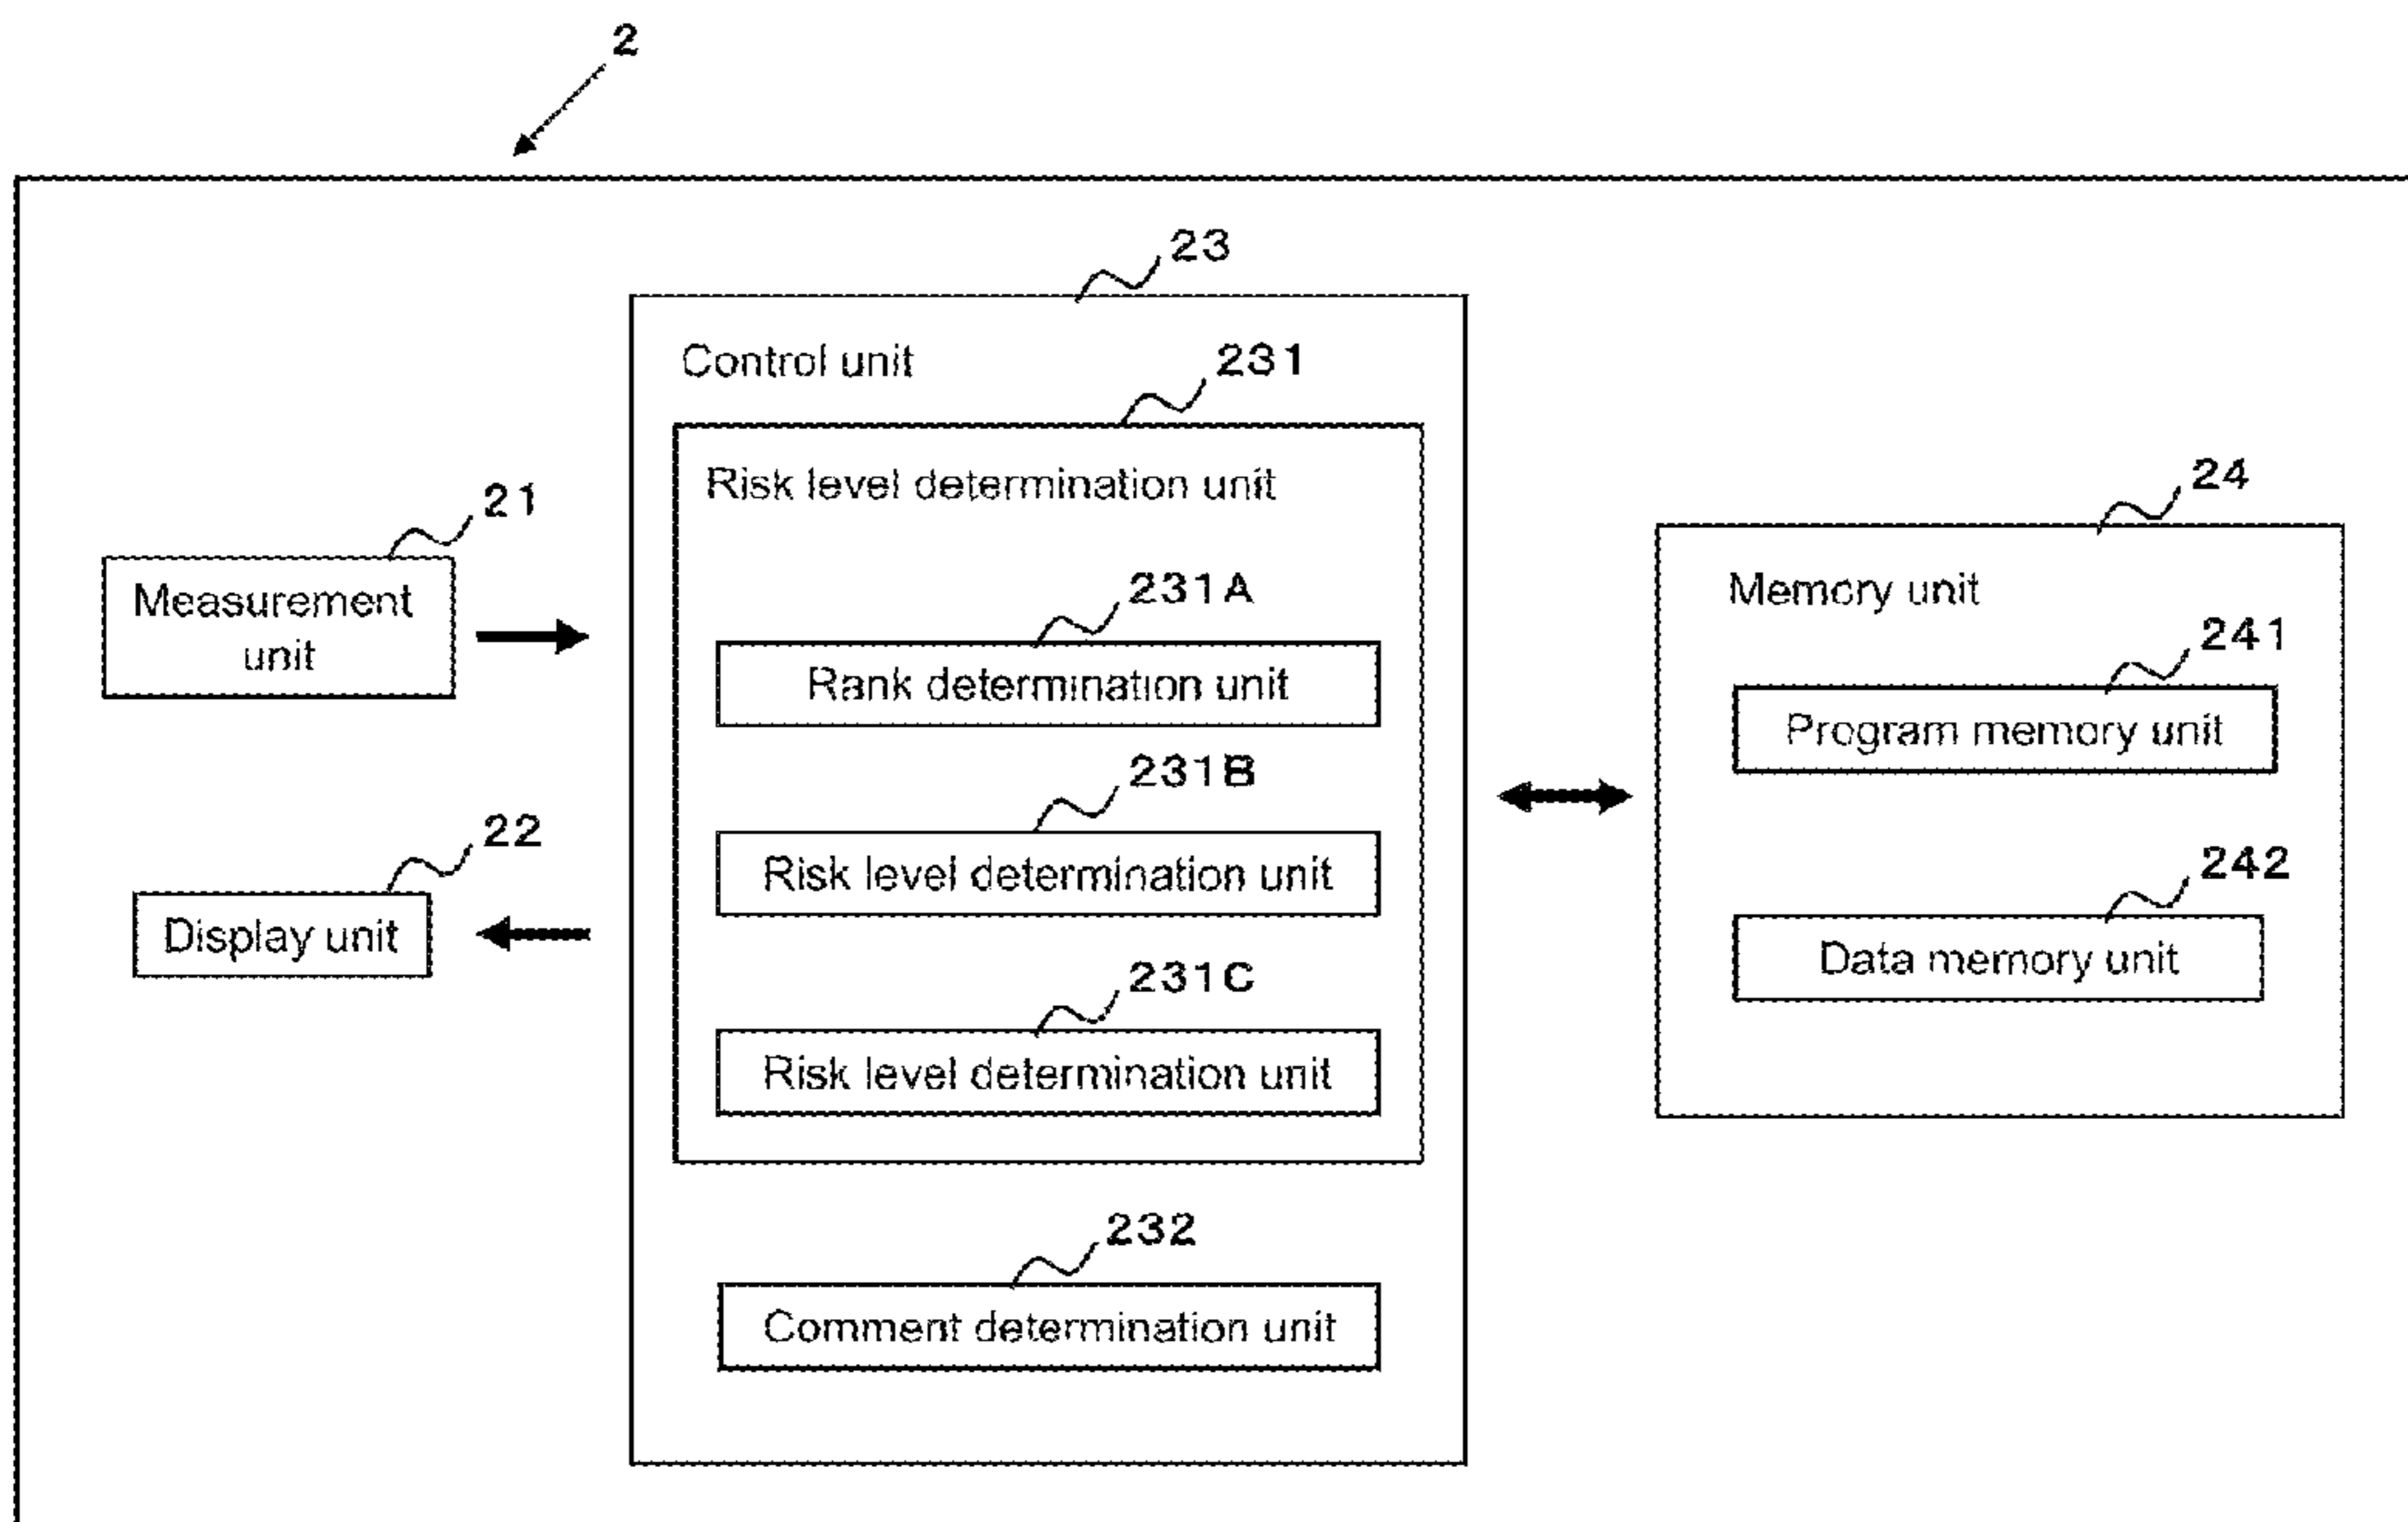 2
23
Control unit
231
Risk level determination unit
21
Measurement
unit
231A
Rank determination unit
231B
Risk level determination unit
22
Display unit
231C
Risk level determination unit
232
Comment determination unit
24
Memory unit
241
Program memory unit
242
Data memory unit